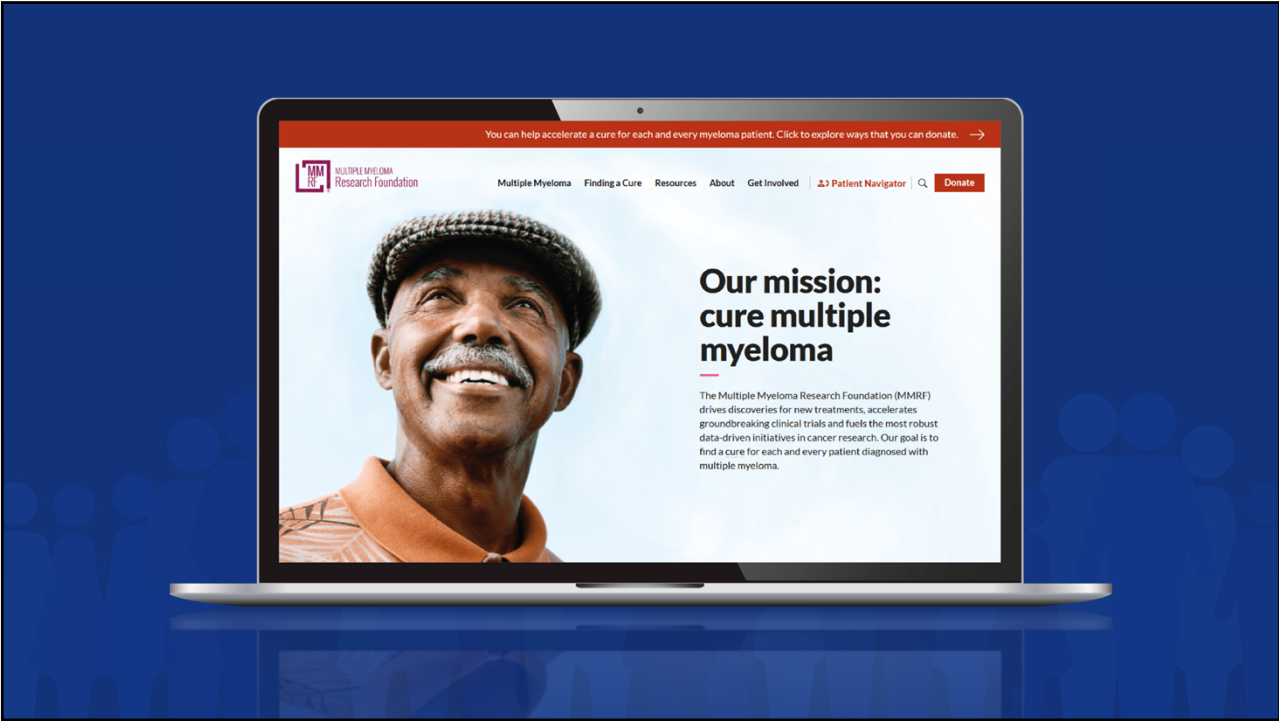 You can help accelerate a cure for each and every myeloma patient. Click to explore ways that you can donate.
MM
RF
MULTIPLE MYELOMA
Research Foundation
Multiple Myeloma Finding a Cure Resources About Get Involved Patient Navigator Donate
Our mission:
cure multiple
myeloma
The Multiple Myeloma Research Foundation (MMRF)
drives discoveries for new treatments, accelerates
groundbreaking clinical trials and fuels the most robust
data-driven initiatives in cancer research. Our goal is to
find a cure for each and every patient diagnosed with
multiple myeloma.